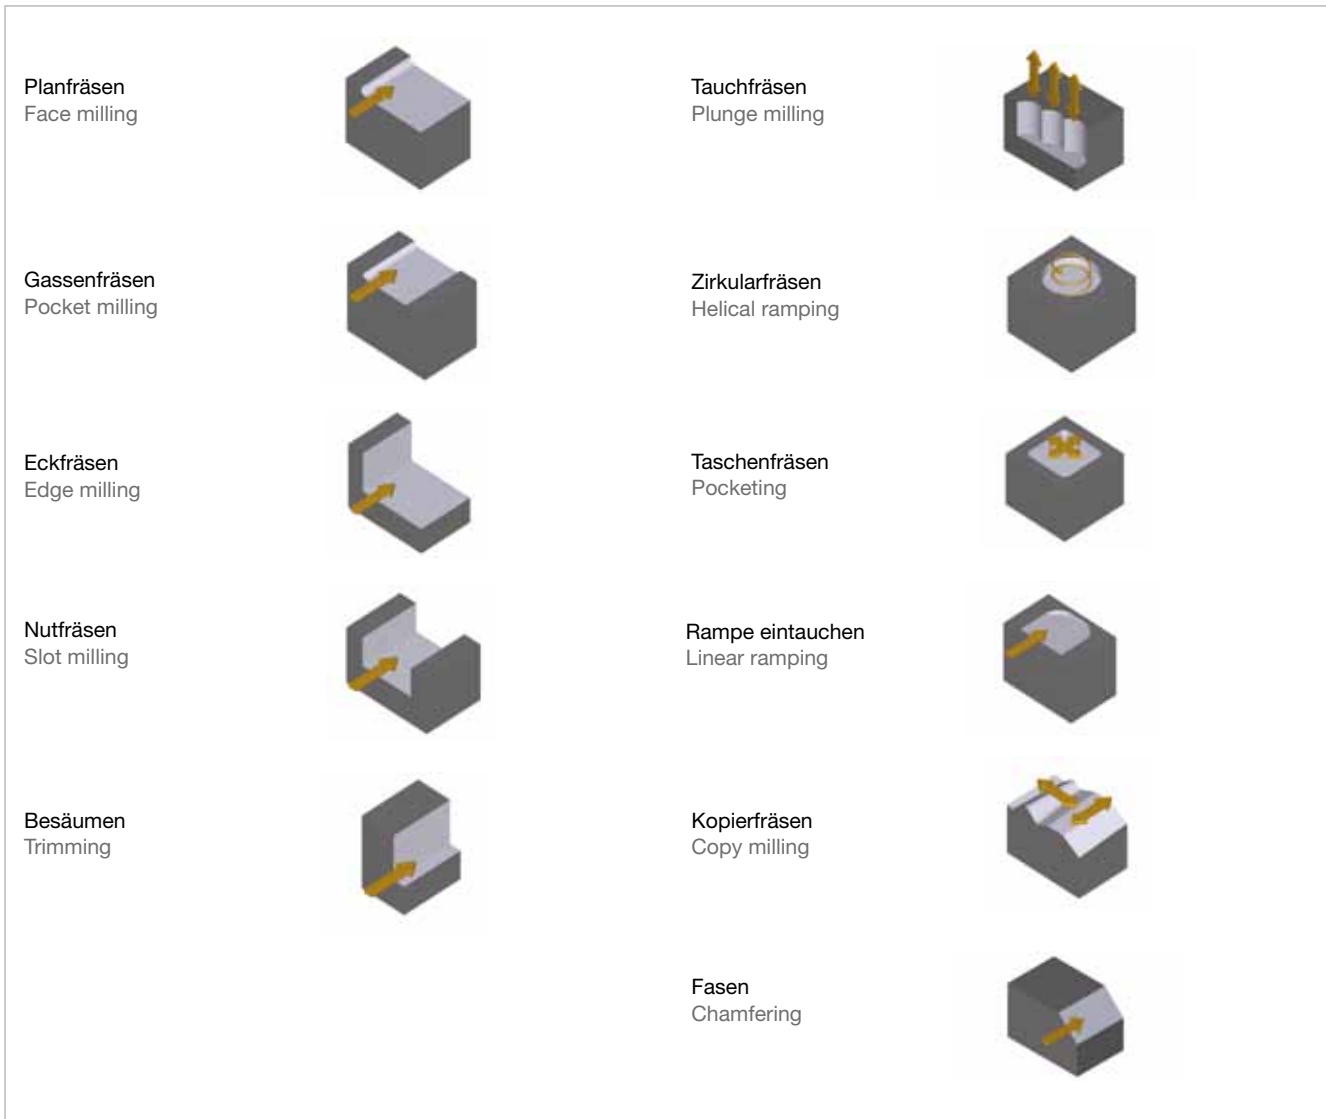 Planfräsen
Face milling
Gassenfräsen
Pocket milling
Eckfräsen
Edge milling
Nutfräsen
Slot milling
Besäumen
Trimming
Tauchfräsen
Plunge milling
Zirkularfräsen
Helical ramping
Taschenfräsen
Pocketing
Rampe eintauchen
Linear ramping
Kopierfräsen
Copy milling
Fasen
Chamfering